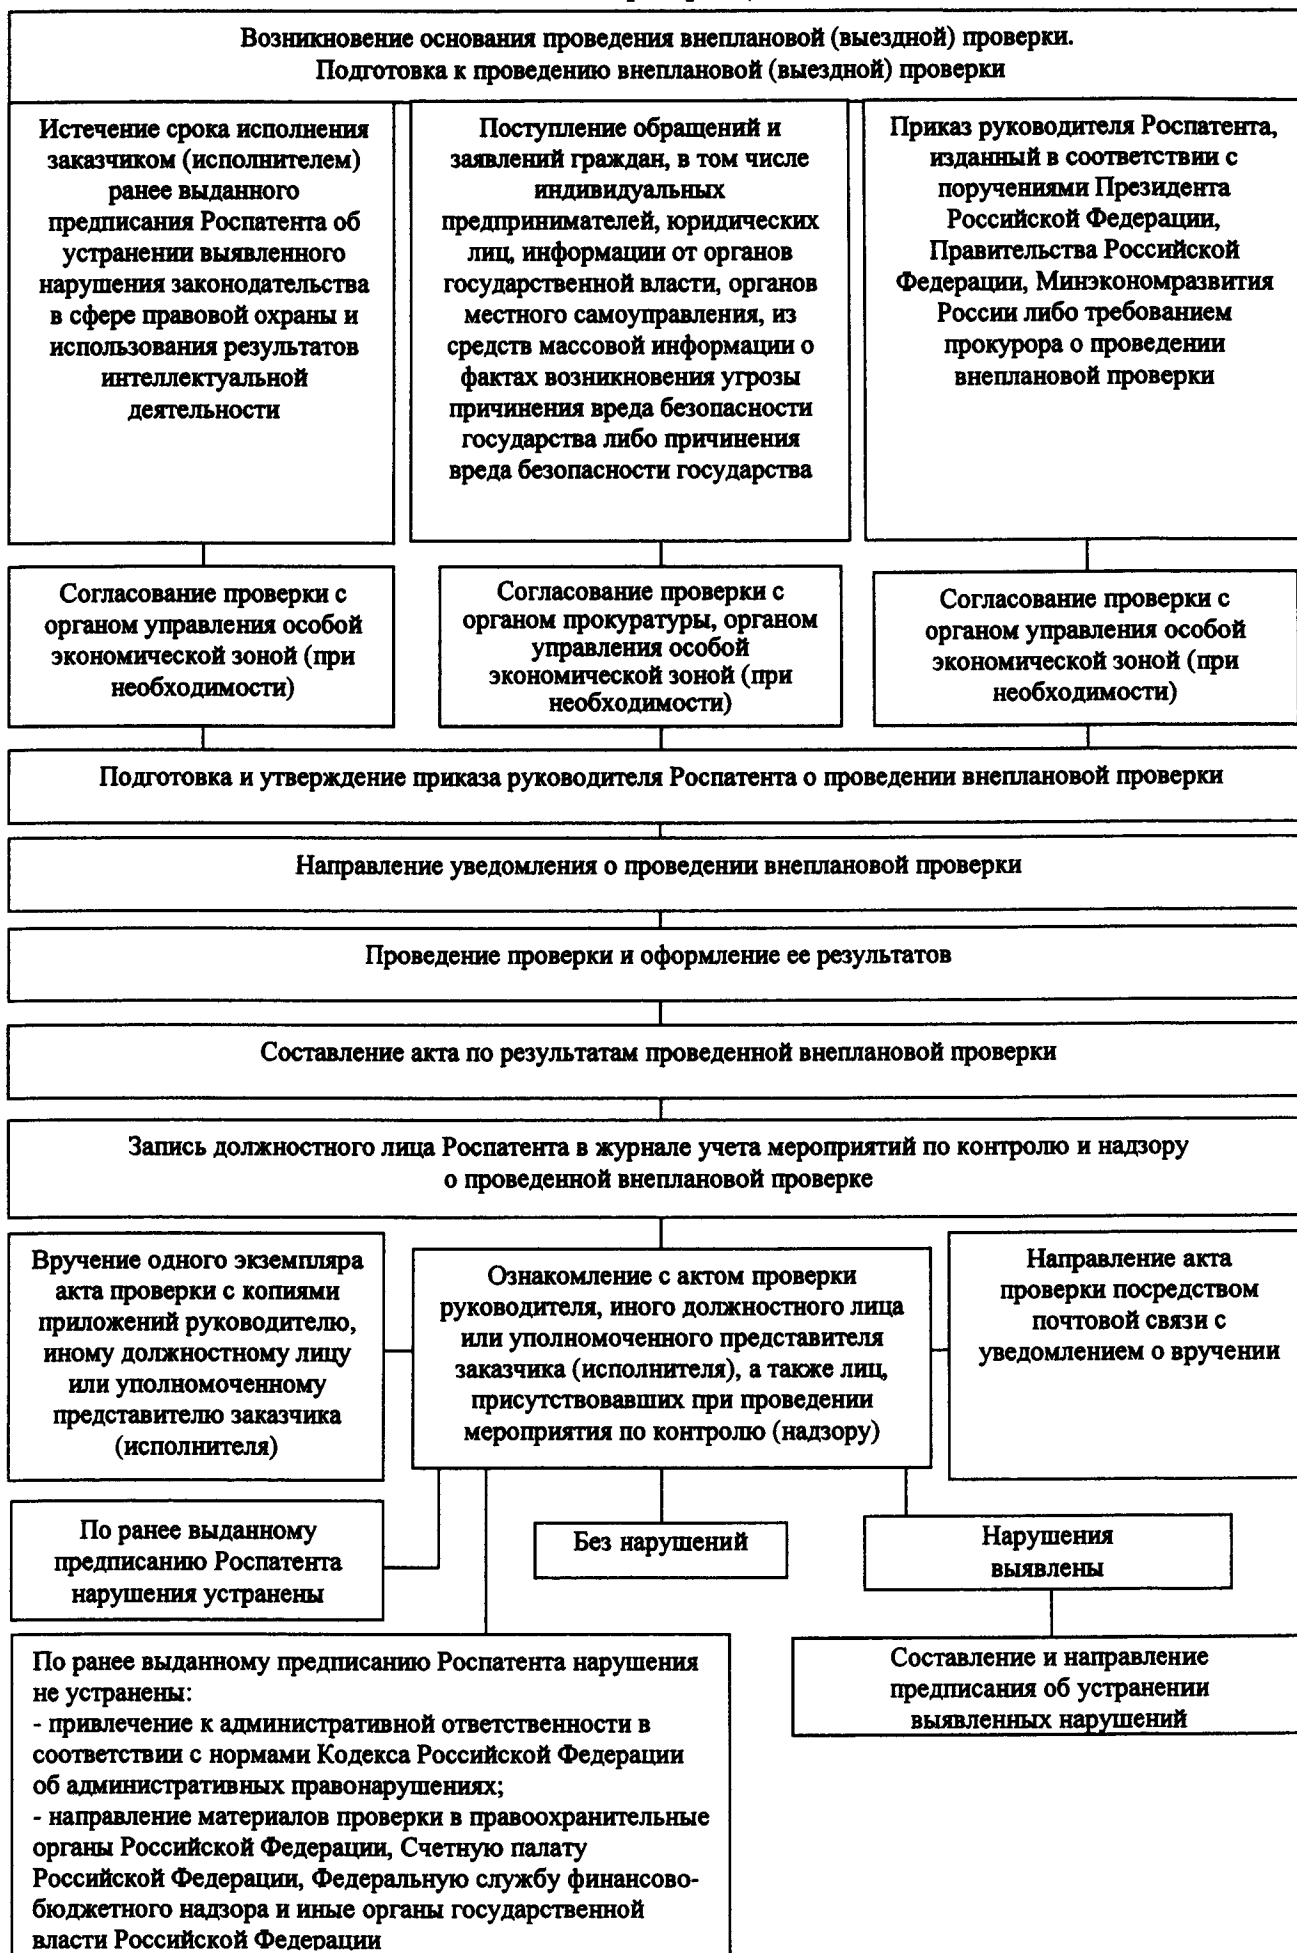 Возникновение основания проведения внеплановой (выездной) проверки.
Подготовка к проведению внеплановой (выездной) проверки
Истечение срока исполнения
заказчиком (исполнителем)
ранее выданного
предписания Роспатента об
устранении выявленного
нарушения законодательства
в сфере правовой охраны и
использования результатов
интеллектуальной
деятельности
Поступление обращений и
заявлений граждан, в том числе
индивидуальных
предпринимателей, юридических
лиц, информации от органов
государственной власти, органов
местного самоуправления, из
средств массовой информации о
фактах возникновения угрозы
причинения вреда безопасности
государства либо причинения
вреда безопасности государства
Приказ руководителя Роспатента,
изданный в соответствии с
поручениями Президента
Российской Федерации,
Правительства Российской
Федерации, Минэкономразвития
России либо требованием
прокурора о проведении
внеплановой проверки
Согласование проверки с
органом управления особой
экономической зоной (при
необходимости)
Согласование проверки с
органом прокуратуры, органом
управления особой
экономической зоной (при
необходимости)
Согласование проверки с
органом управления особой
экономической зоной (при
необходимости)
Подготовка и утверждение приказа руководителя Роспатента о проведении внеплановой проверки
Направление уведомления о проведении внеплановой проверки
Проведение проверки и оформление ее результатов
Составление акта по результатам проведенной внеплановой проверки
Запись должностного лица Роспатента в журнале учета мероприятий по контролю и надзору
о проведенной внеплановой проверке
Вручение одного экземпляра
акта проверки с копиями
приложений руководителю,
иному должностному лицу
или уполномоченному
представителю заказчика
(исполнителя)
Ознакомление с актом проверки
руководителя, иного должностного лица
или уполномоченного представителя
заказчика (исполнителя), а также лиц,
присутствовавших при проведении
мероприятия по контролю (надзору)
Направление акта
проверки посредством
почтовой связи с
уведомлением о вручении
По ранее выданному
предписанию Роспатента
нарушения устранены
Без нарушений
Нарушения
выявлены
По ранее выданному предписанию Роспатента нарушения
не устранены:
- привлечение к административной ответственности в
соответствии с нормами Кодекса Российской Федерации
об административных правонарушениях;
- направление материалов проверки в правоохранительные
органы Российской Федерации, Счетную палату
Российской Федерации, Федеральную службу финансово-
бюджетного надзора и иные органы государственной
власти Российской Федерации
Составление и направление
предписания об устранении
выявленных нарушений